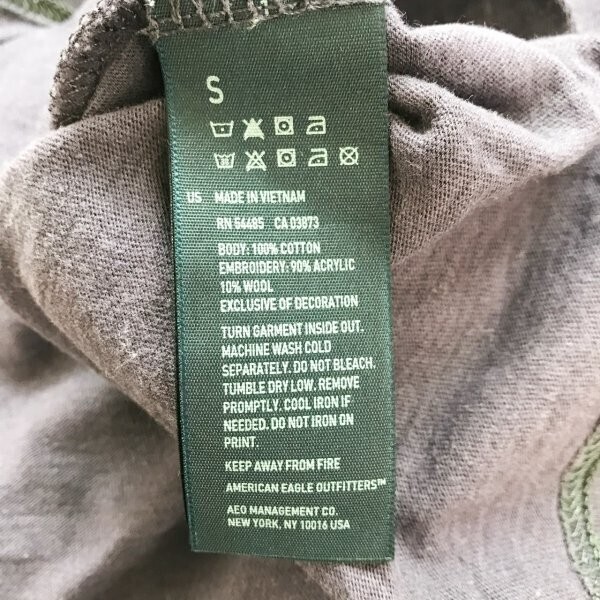 S
US MADE IN VIETNAM
RN 54485 CA 03873
BODY: 100% COTTON
EMBROIDERY: 90% ACRYLIC
10% WOOL
EXCLUSIVE OF DECORATION
TURN GARMENT INSIDE OUT.
MACHINE WASH COLD
SEPARATELY. DO NOT BLEACH.
TUMBLE DRY LOW. REMOVE
PROMPTLY. COOL IRON IF
NEEDED. DO NOT IRON ON
PRINT.
KEEP AWAY FROM FIRE
AMERICAN EAGLE OUTFITTERS™
AEO MANAGEMENT CO.
NEW YORK, NY 10016 USA